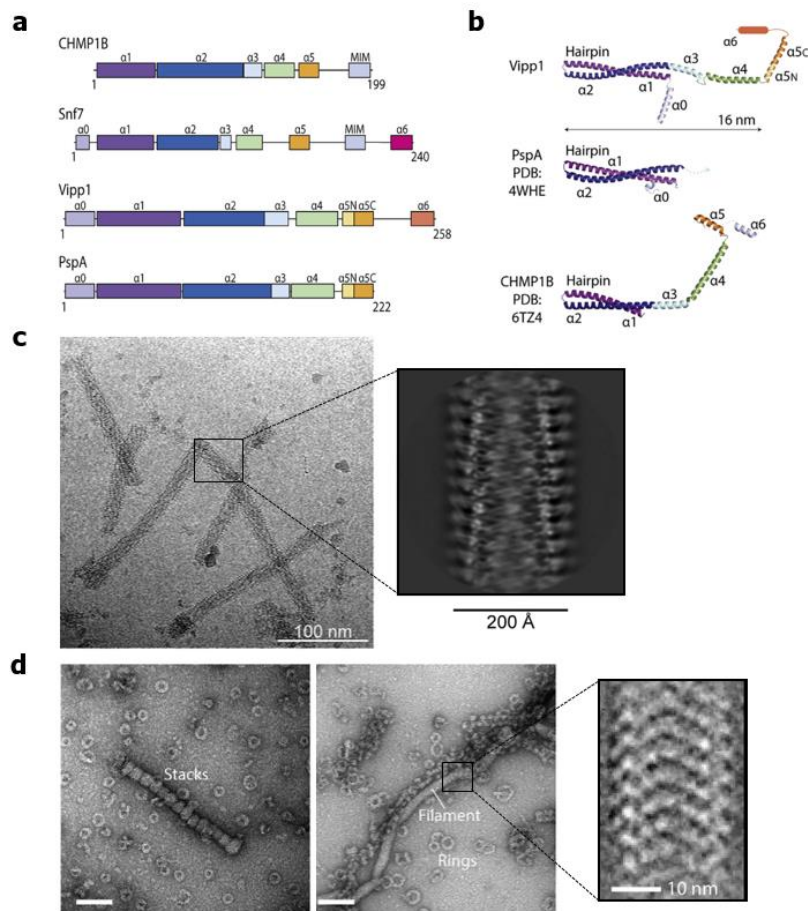 a
CHMP1B
α1 α2 α3 α4 α5 MIM
1 199
Snf7
α0 α1 α2 α3 α4 α5 MIM α6
1 240
Vipp1
α0 α1 α2 α3 α4 α5N α5C α6
1 258
PspA
α0 α1 α2 α3 α4 α5N α5C
1 222
b
α6
Hairpin α3 α5C
Vipp1
α2 α1 α4 α5N
α0
16 nm
Hairpin
PspA α1
PDB:
4WHE α2 α0
α5 α6
α4
CHMP1B Hairpin
PDB: α3
6TZ4 α2 α1
c
100 nm
200 Å
d
Stacks
Filament
Rings
10 nm